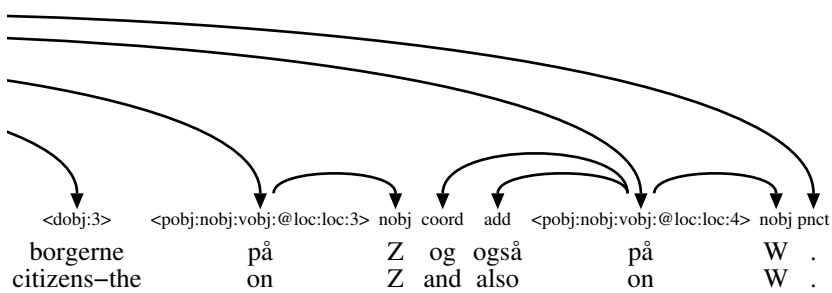 <dobj:3> <pobj:nobj:vobj:@loc:loc:3> nobj coord add <pobj:nobj:vobj:@loc:loc:4> nobj pnct
borgerne på Z og også på W .
citizens–the on Z and also on W .